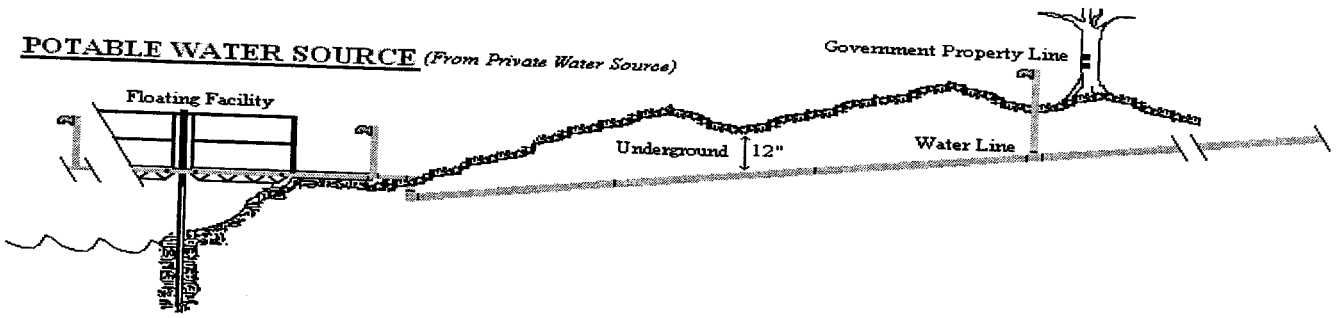 POTABLE WATER SOURCE (From Private Water Source)
Government Property Line
Floating Facility
Underground 12"
Water Line